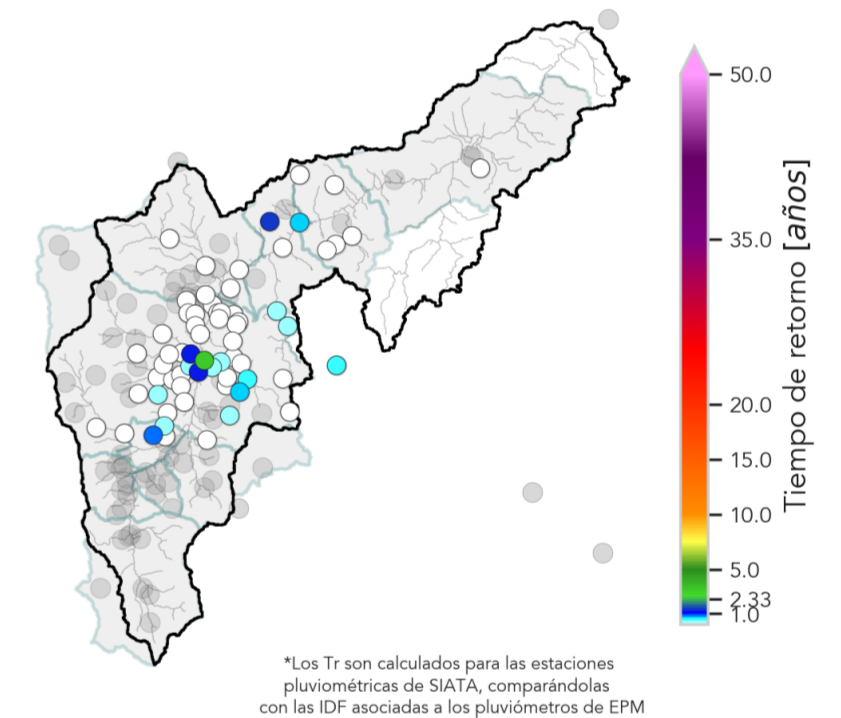 50.0
35.0
20.0
15.0
10.0
5.0
2.33
1.0
Tiempo de retorno [años]
*Los Tr son calculados para las estaciones
pluviométricas de SIATA, comparándolas
con las IDF asociadas a los pluviómetros de EPM